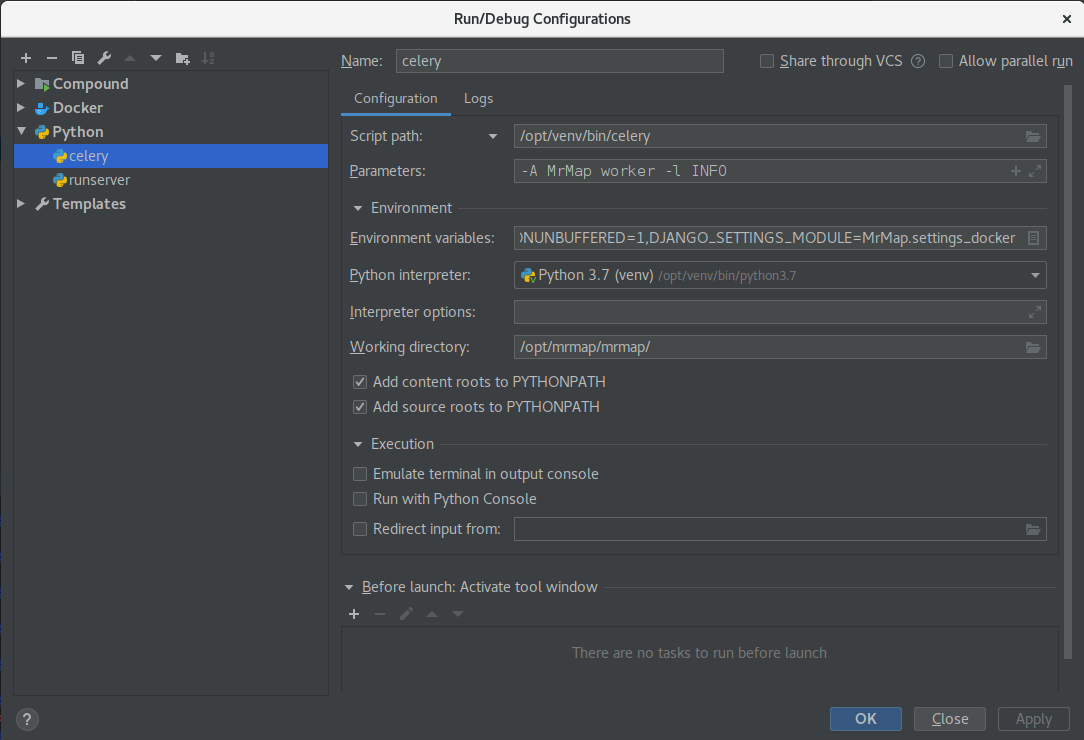 Run/Debug Configurations
Name: celery
Share through VCS ? Allow parallel run
Compound
Docker
Python
celery
runserver
Templates
Configuration Logs
Script path: /opt/venv/bin/celery
Parameters: -A MrMap worker -l INFO
Environment
Environment variables: NUNBUFFERED=1,DJANGO_SETTINGS_MODULE=MrMap.settings_docker
Python interpreter: Python 3.7 (venv) /opt/venv/bin/python3.7
Interpreter options:
Working directory: /opt/mrmap/mrmap/
Add content roots to PYTHONPATH
Add source roots to PYTHONPATH
Execution
Emulate terminal in output console
Run with Python Console
Redirect input from:
Before launch: Activate tool window
There are no tasks to run before launch
? OK Close Apply